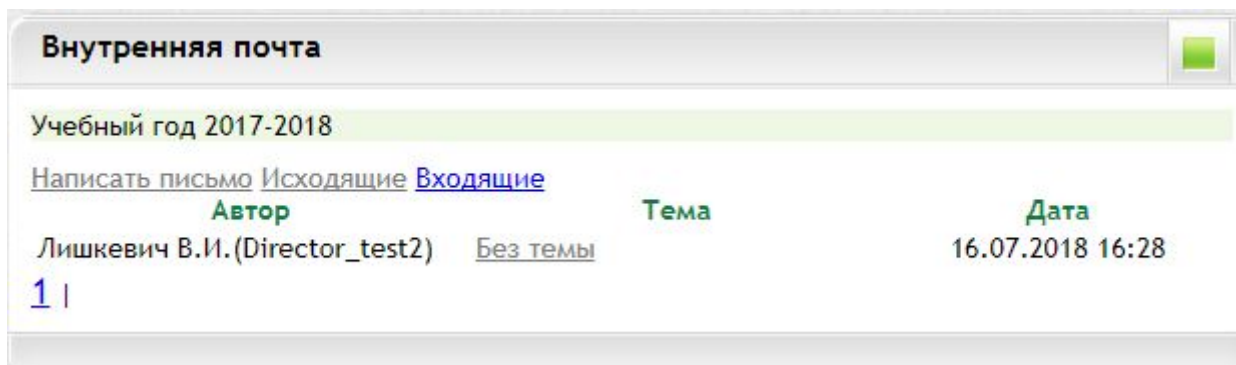 Внутренняя почта
Учебный год 2017-2018
Написать письмо Исходящие Входящие
Автор Тема Дата
Лишкевич В.И.(Director_test2) Без темы 16.07.2018 16:28
1 |